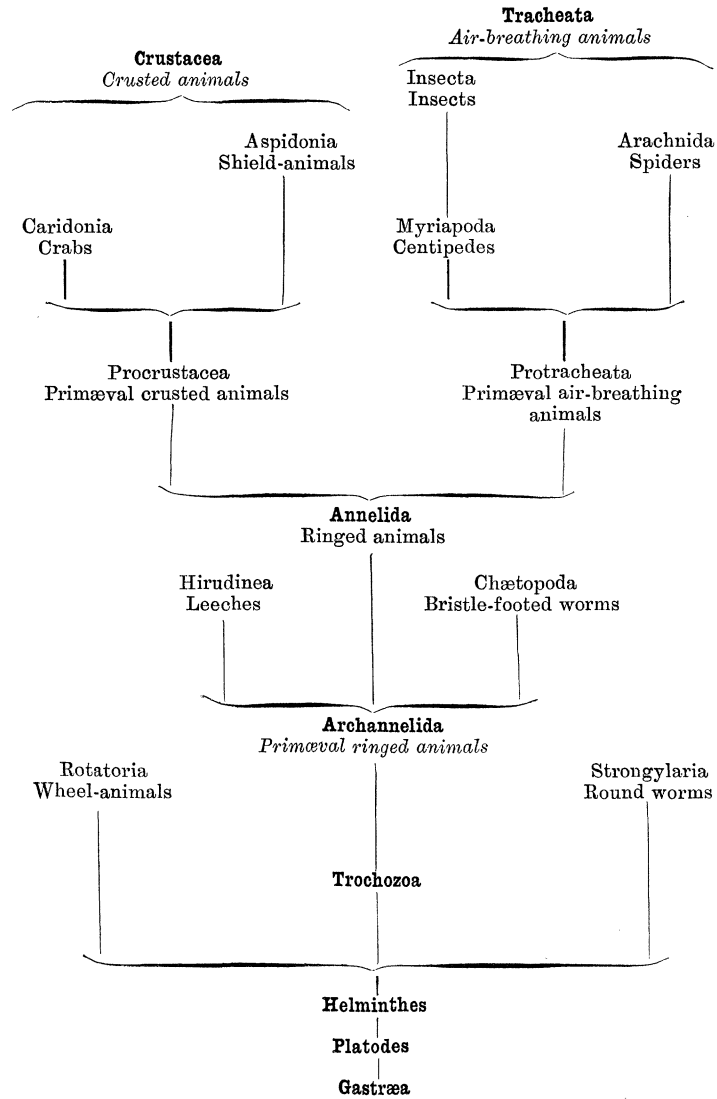 Tracheata
Air-breathing animals
Crustacea
Crusted animals
Insecta
Insects
Aspidonia
Shield-animals
Arachnida
Spiders
Caridonia
Crabs
Myriapoda
Centipedes
Procrustacea
Primæval crusted animals
Protracheata
Primæval air-breathing
animals
Annelida
Ringed animals
Hirudinea
Leeches
Chætopoda
Bristle-footed worms
Archannelida
Primæval ringed animals
Rotatoria
Wheel-animals
Strongylaria
Round worms
Trochozoa
Helminthes
Platodes
Gastræa